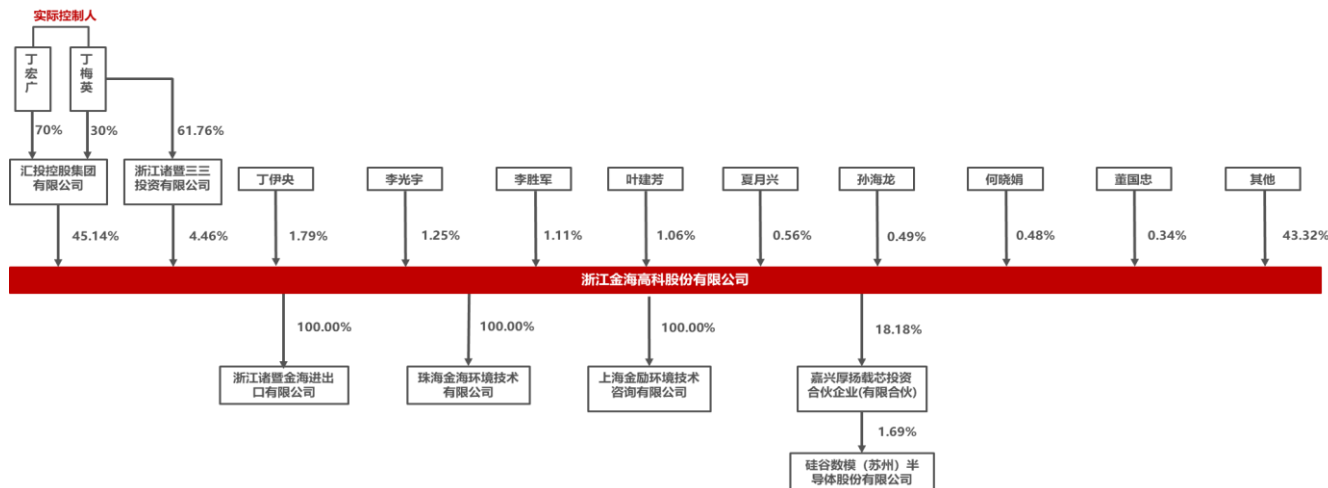 实际控制人
丁宏广
丁梅英
70%
30%
61.76%
汇投控股集团
有限公司
浙江诸暨三三
投资有限公司
丁伊央
李光宇
李胜军
叶建芳
夏月兴
孙海龙
何晓娟
董国忠
其他
45.14%
4.46%
1.79%
1.25%
1.11%
1.06%
0.56%
0.49%
0.48%
0.34%
43.32%
浙江金海高科股份有限公司
100.00%
100.00%
100.00%
18.18%
浙江诸暨金海进出
口有限公司
珠海金海环境技术
有限公司
上海金励环境技术
咨询有限公司
嘉兴厚扬载芯投资
合伙企业(有限合伙)
1.69%
硅谷数模（苏州）半
导体股份有限公司